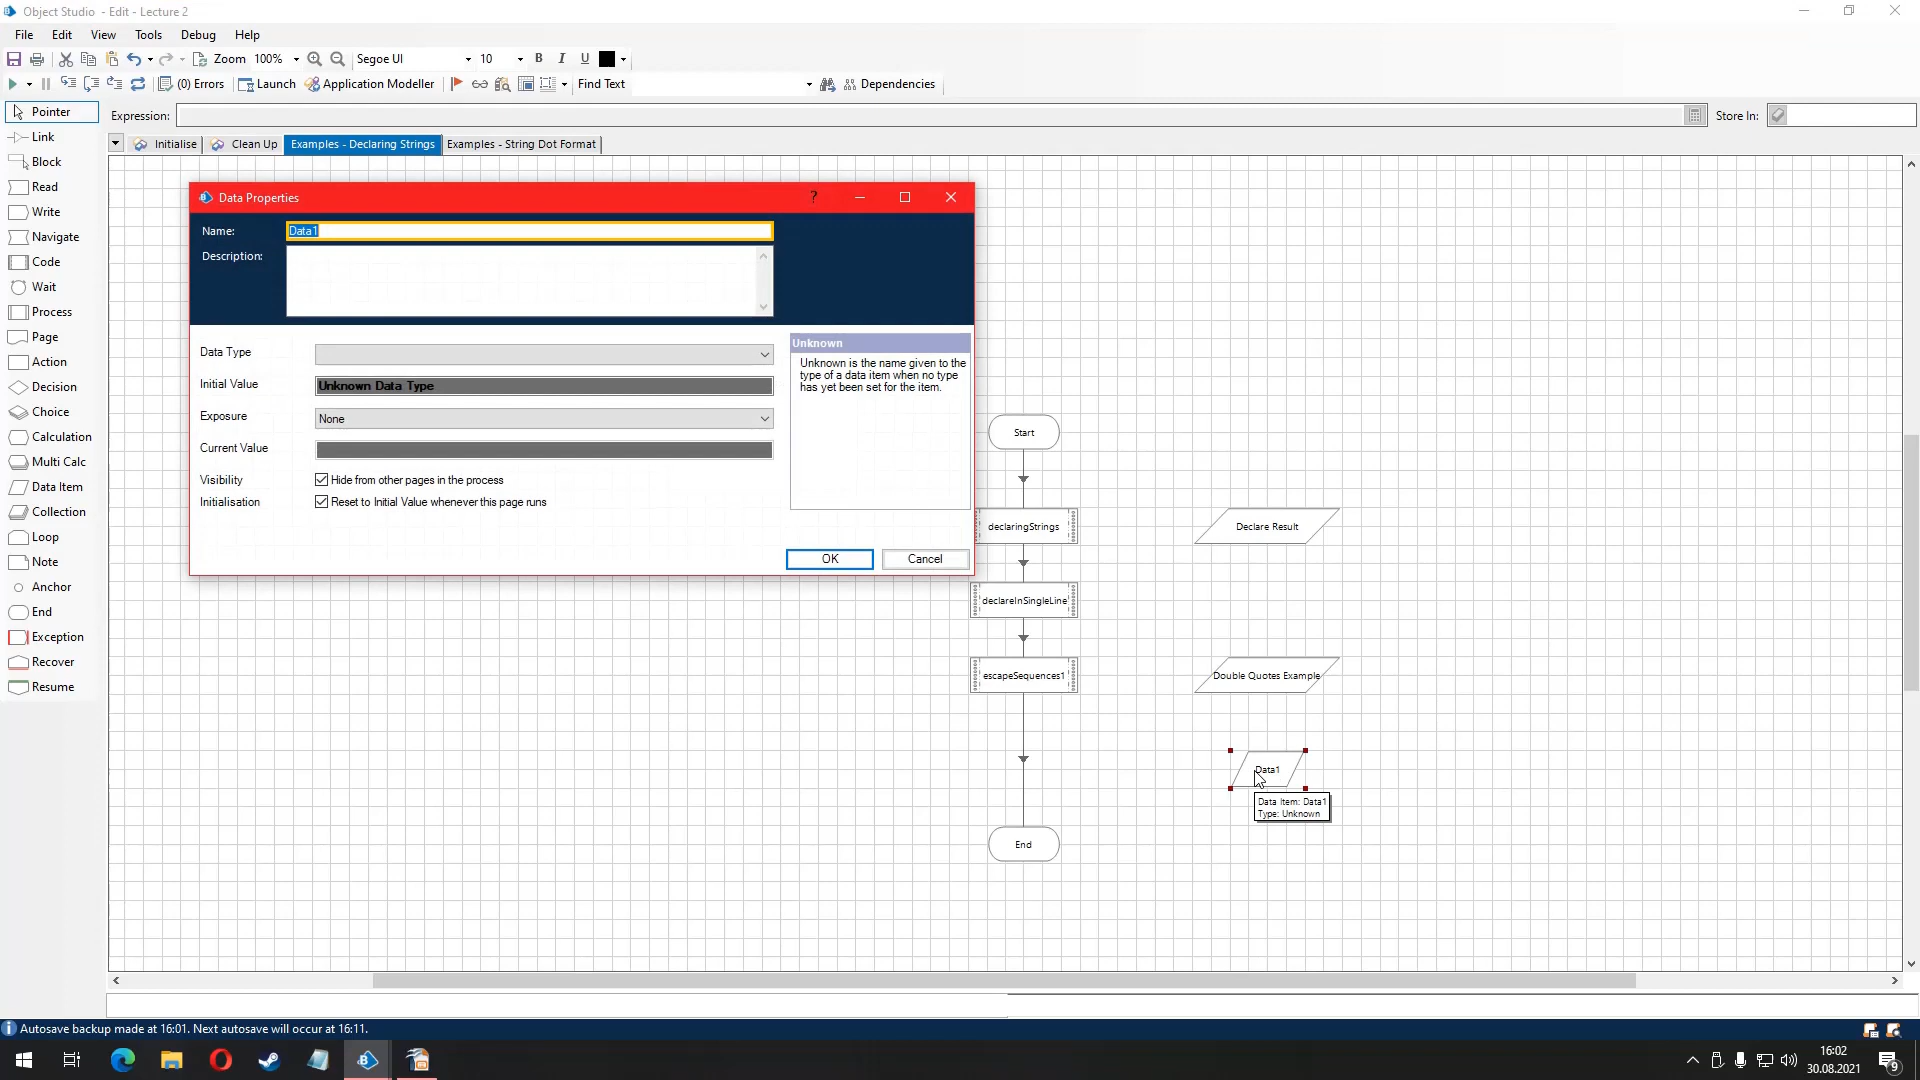 Object Studio - Edit - Lecture 2
File Edit View Tools Debug Help
Zoom 100% Segoe UI 10 B I U
(0) Errors Launch Application Modeller Find Text Dependencies
Pointer
Expression:
Store In:
Link
Initialise Clean Up Examples - Declaring Strings Examples - String Dot Format
Block
Read
Write
Navigate
Code
Wait
Process
Page
Action
Decision
Choice
Calculation
Multi Calc
Data Item
Collection
Loop
Note
Anchor
End
Exception
Recover
Resume
Data Properties ?
Name: Data1
Description:
Data Type
Initial Value Unknown Data Type
Exposure None
Current Value
Visibility Hide from other pages in the process
Initialisation Reset to Initial Value whenever this page runs
Unknown
Unknown is the name given to the
type of a data item when no type
has yet been set for the item.
OK Cancel
Start
declaringStrings
Declare Result
declareInSingleLine
escapeSequences1
Double Quotes Example
Data1
Data Item: Data1
Type: Unknown
End
Autosave backup made at 16:01. Next autosave will occur at 16:11.
16:02
30.08.2021
9